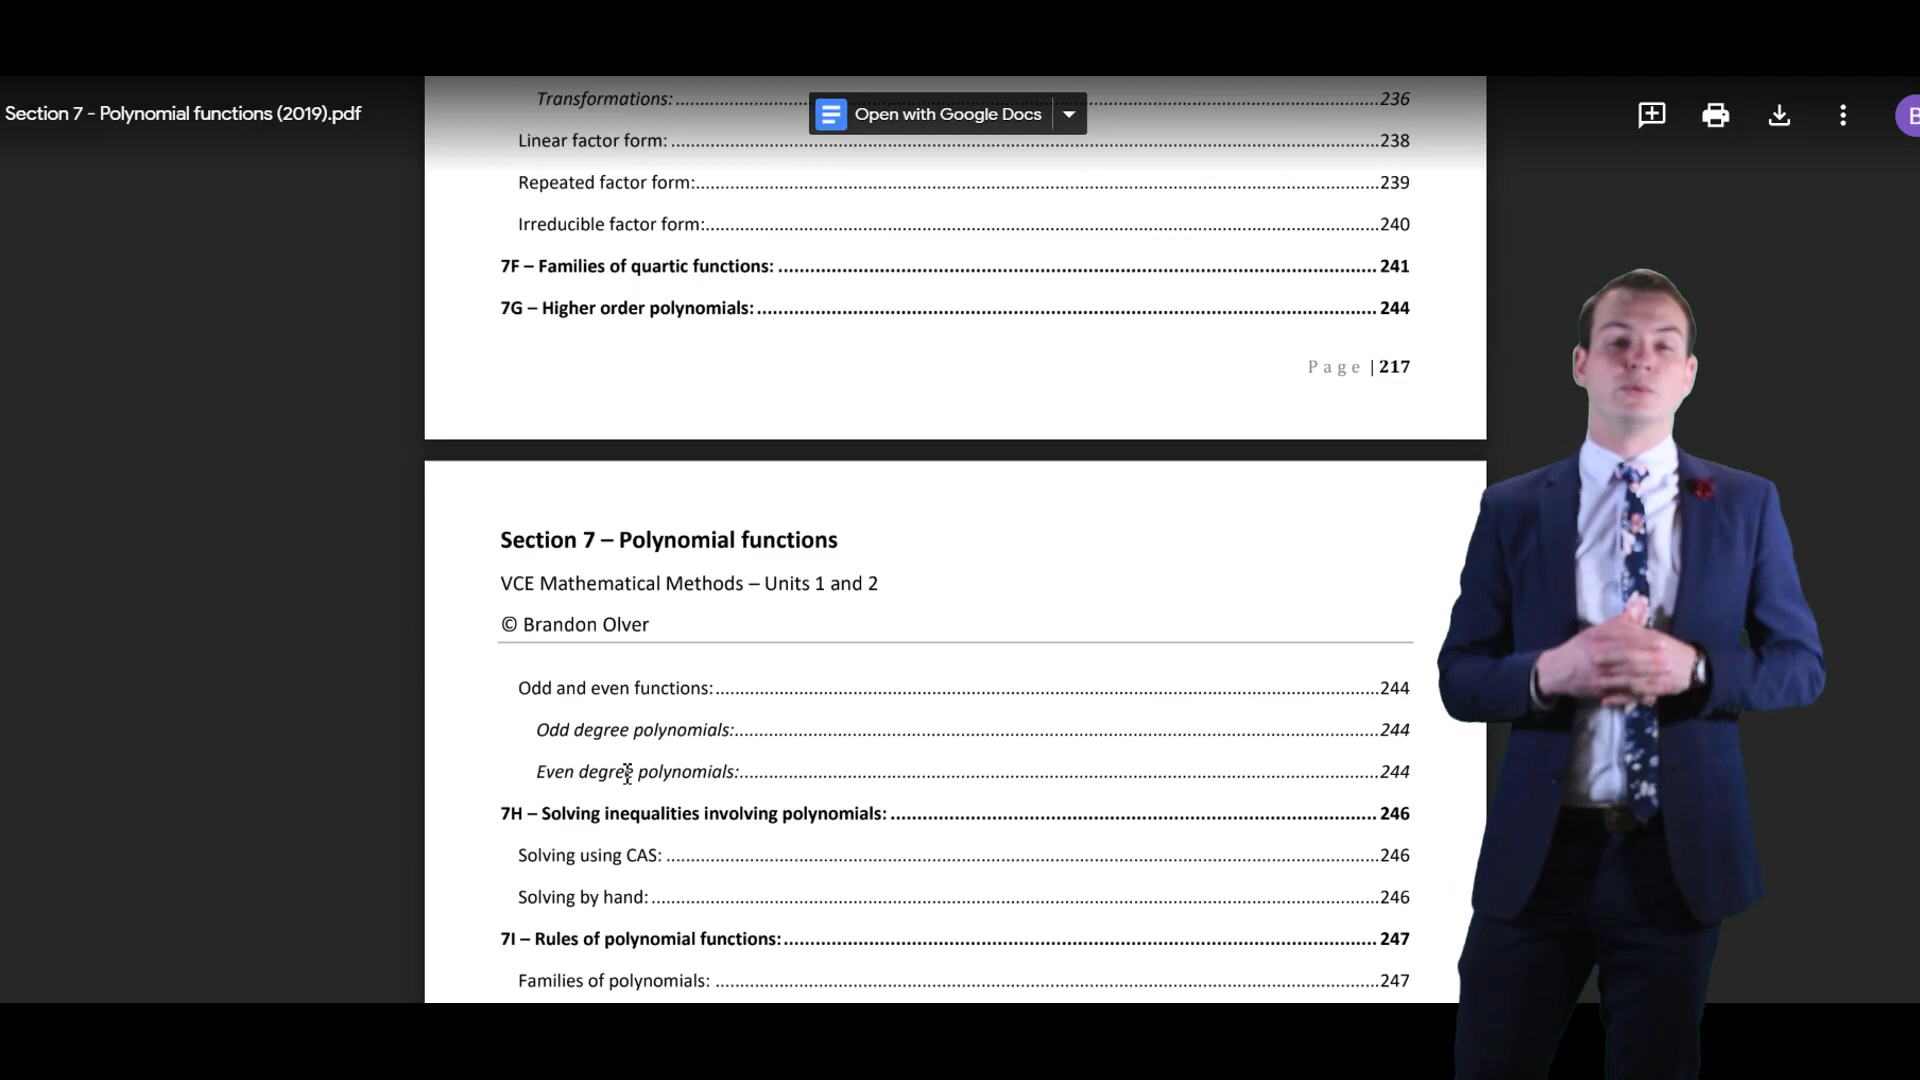 Section 7 - Polynomial functions (2019).pdf
Open with Google Docs
B
Transformations: 236
Linear factor form: 238
Repeated factor form: 239
Irreducible factor form: 240
7F – Families of quartic functions: 241
7G – Higher order polynomials: 244
Page | 217
Section 7 – Polynomial functions
VCE Mathematical Methods – Units 1 and 2
© Brandon Olver
Odd and even functions: 244
Odd degree polynomials: 244
Even degree polynomials: 244
7H – Solving inequalities involving polynomials: 246
Solving using CAS: 246
Solving by hand: 246
7I – Rules of polynomial functions: 247
Families of polynomials: 247